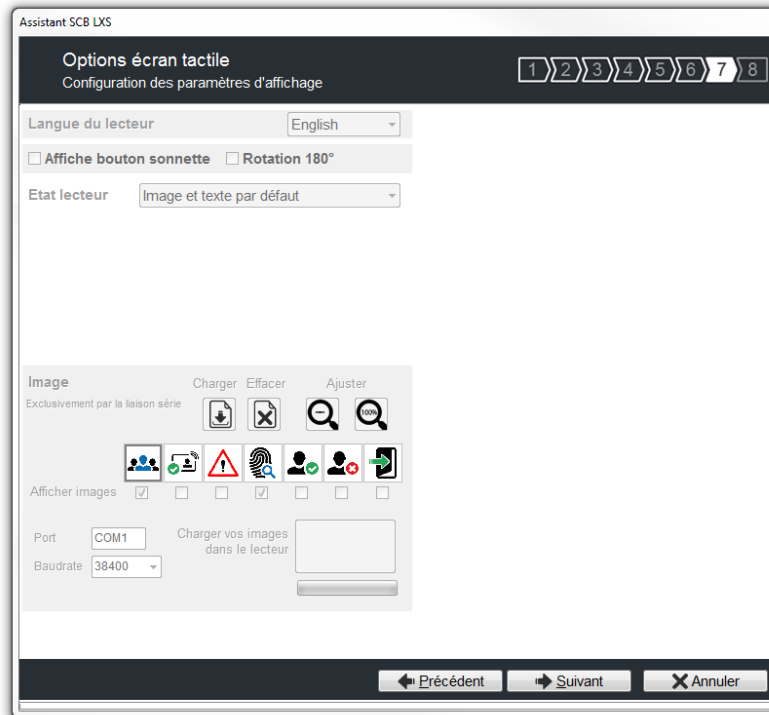 Assistant SCB LXS
Options écran tactile
Configuration des paramètres d'affichage
1 2 3 4 5 6 7 8
Langue du lecteur English
Affiche bouton sonnette Rotation 180°
Etat lecteur Image et texte par défaut
Image Charger Effacer Ajuster
Exclusivement par la liaison série
100%
Afficher images
Port COM1 Charger vos images
dans le lecteur
Baudrate 38400
Précédent Suivant Annuler